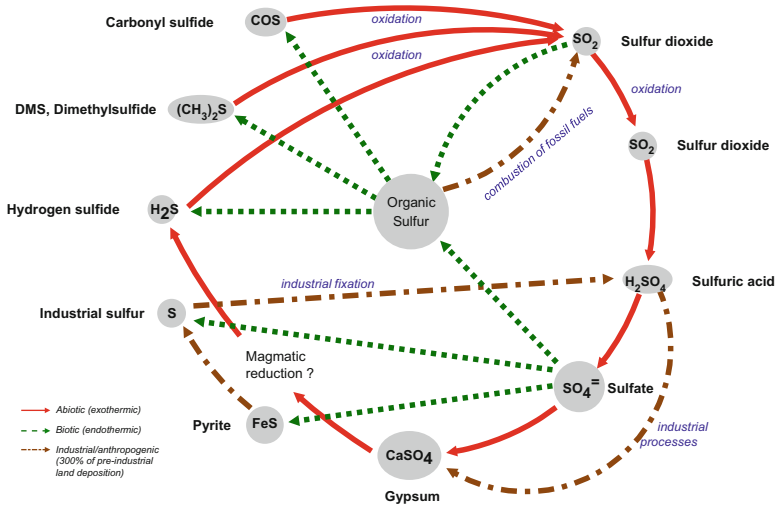 Carbonyl sulfide
COS
oxidation
SO2
Sulfur dioxide
oxidation
oxidation
DMS, Dimethylsulfide
(CH3)2S
SO2
Sulfur dioxide
combustion of fossil fuels
Organic
Sulfur
Hydrogen sulfide
H2S
industrial fixation
H2SO4
Sulfuric acid
Industrial sulfur
S
Magmatic
reduction ?
SO4=
Sulfate
Pyrite
FeS
CaSO4
Gypsum
industrial
processes
Abiotic (exothermic)
Biotic (endothermic)
Industrial/anthropogenic
(300% of pre-industrial
land deposition)